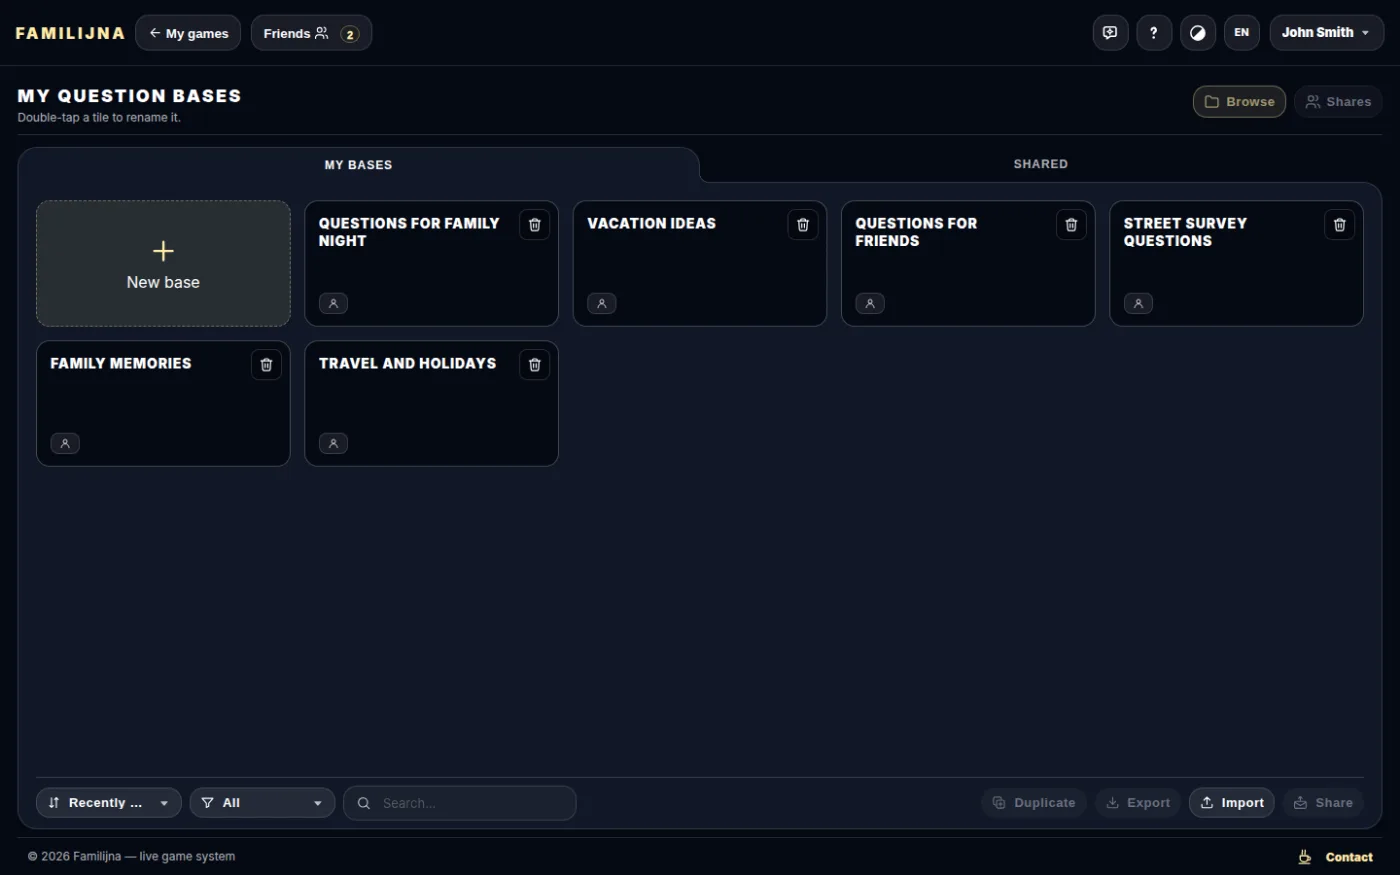 FAMILIJNA
← My games
Friends 2
?
EN
John Smith
MY QUESTION BASES
Double-tap a tile to rename it.
Browse
Shares
MY BASES
SHARED
New base
QUESTIONS FOR FAMILY
NIGHT
VACATION IDEAS
QUESTIONS FOR
FRIENDS
STREET SURVEY
QUESTIONS
FAMILY MEMORIES
TRAVEL AND HOLIDAYS
Recently ...
All
Search...
Duplicate
Export
Import
Share
© 2026 Familijna — live game system
Contact